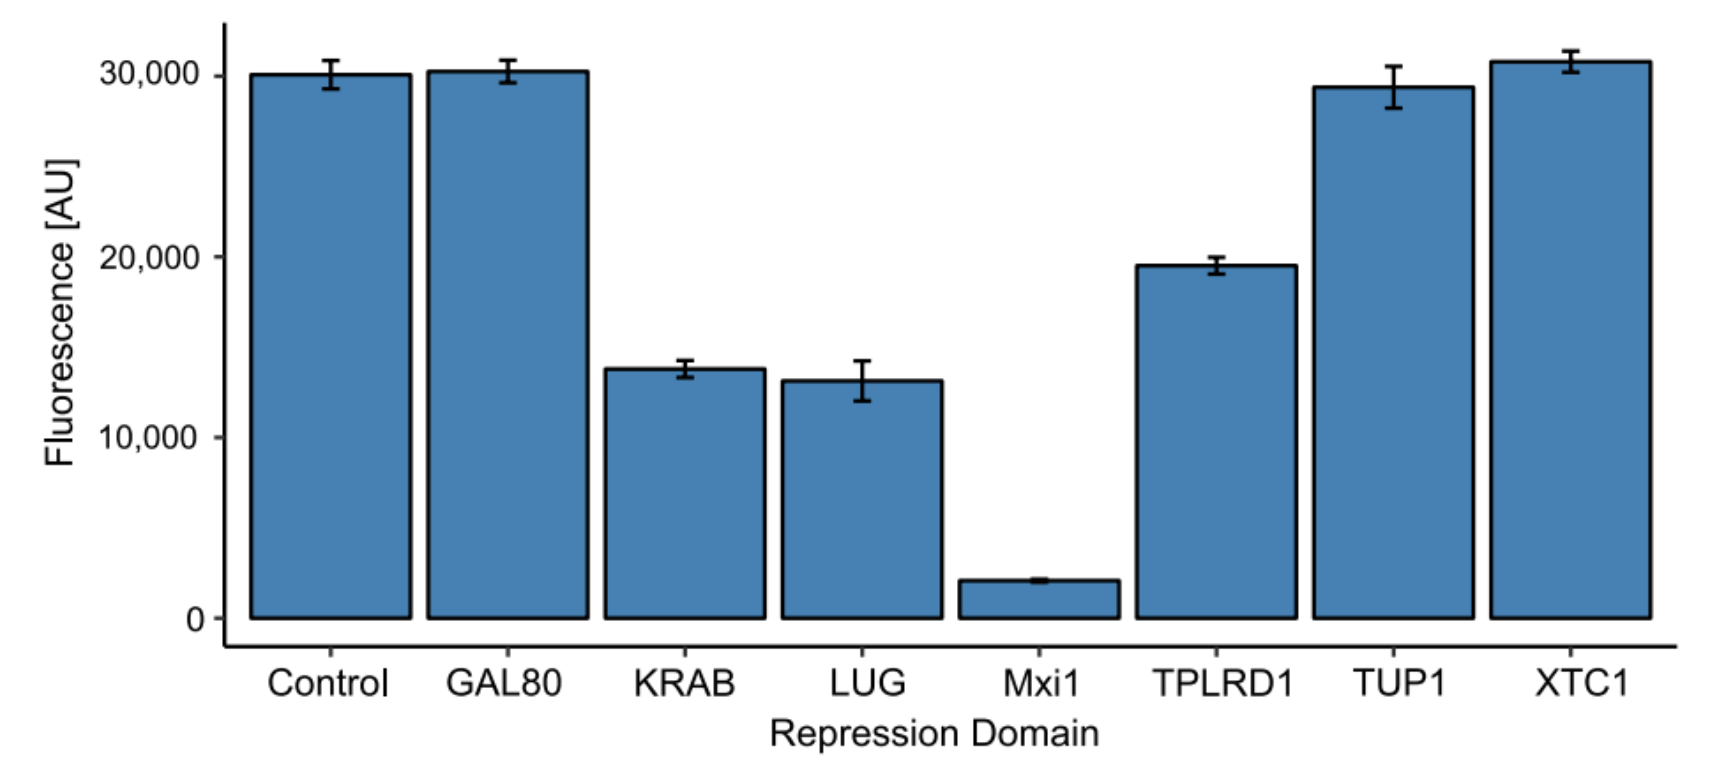 Fluorescence [AU]
30,000
20,000
10,000
0
Control GAL80 KRAB LUG Mxi1 TPLRD1 TUP1 XTC1
Repression Domain